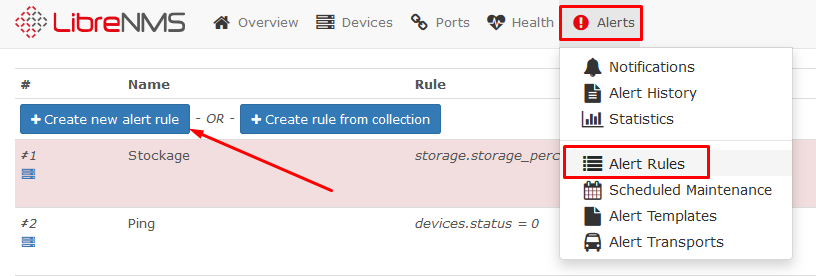 LibreNMS Overview Devices Ports Health Alerts
# Name Rule
Create new alert rule - OR - Create rule from collection
#1 Stockage storage.storage_perc
#2 Ping devices.status = 0
Notifications
Alert History
Statistics
Alert Rules
Scheduled Maintenance
Alert Templates
Alert Transports